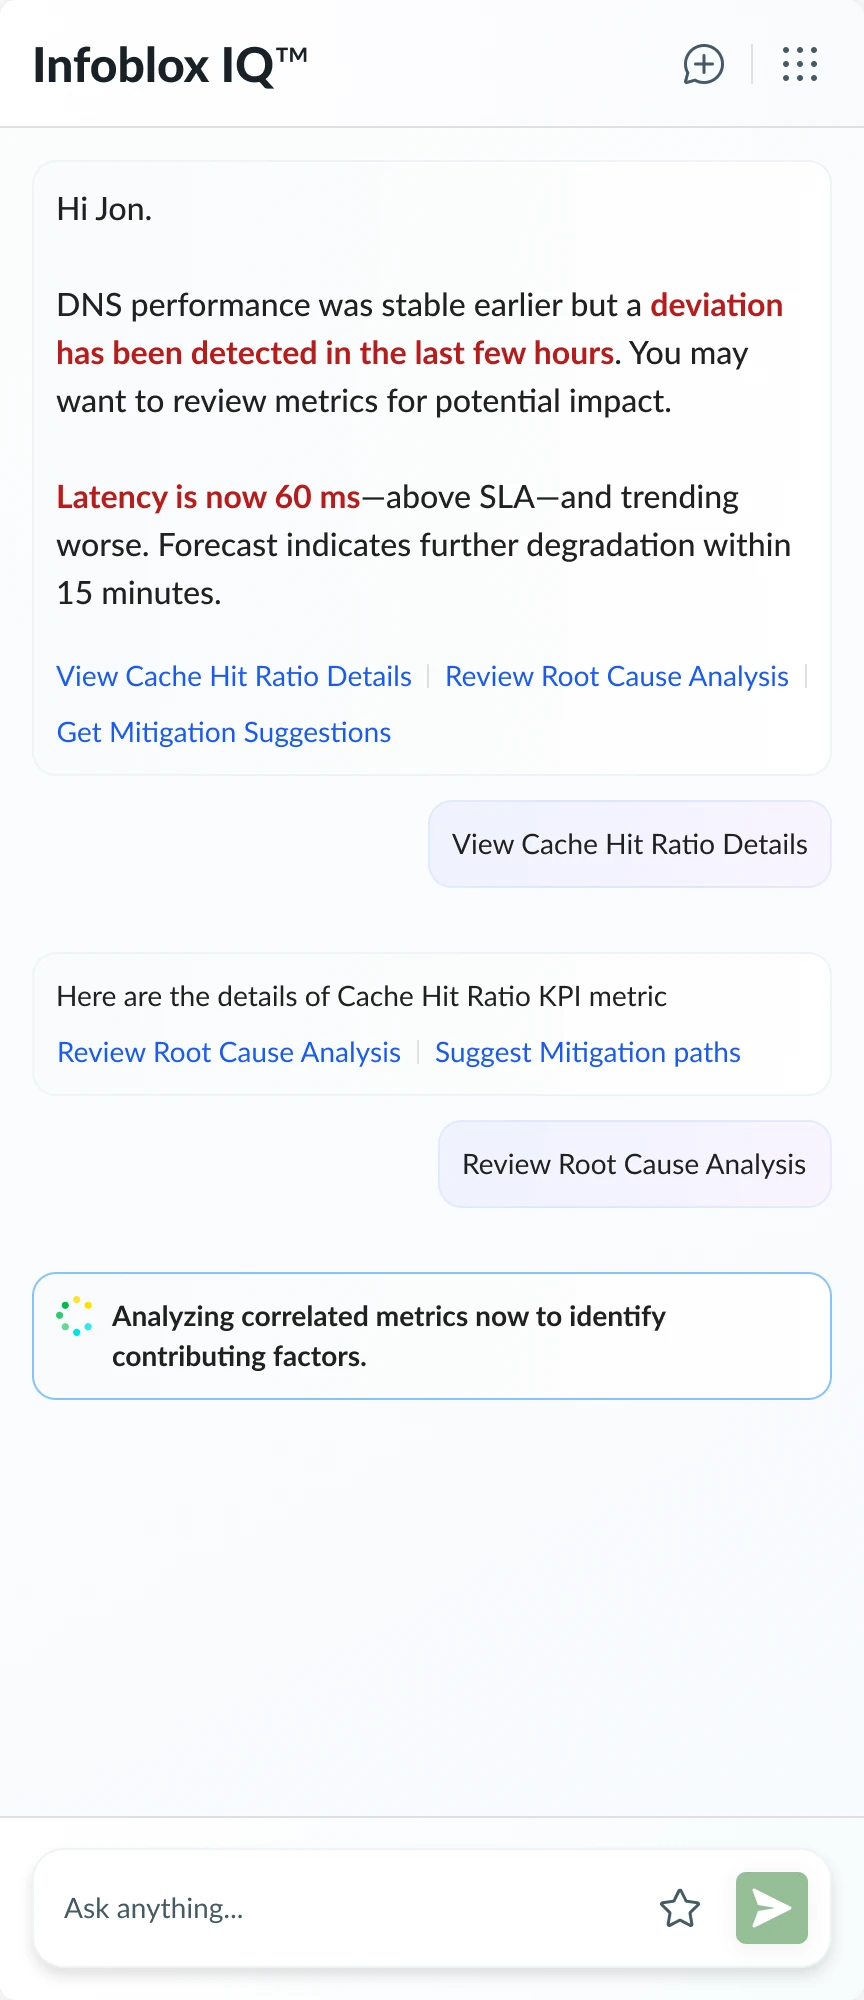 Infoblox IQ™
Hi Jon.
DNS performance was stable earlier but a deviation
has been detected in the last few hours. You may
want to review metrics for potential impact.
Latency is now 60 ms—above SLA—and trending
worse. Forecast indicates further degradation within
15 minutes.
View Cache Hit Ratio Details | Review Root Cause Analysis |
Get Mitigation Suggestions
View Cache Hit Ratio Details
Here are the details of Cache Hit Ratio KPI metric
Review Root Cause Analysis | Suggest Mitigation paths
Review Root Cause Analysis
Analyzing correlated metrics now to identify
contributing factors.
Ask anything...